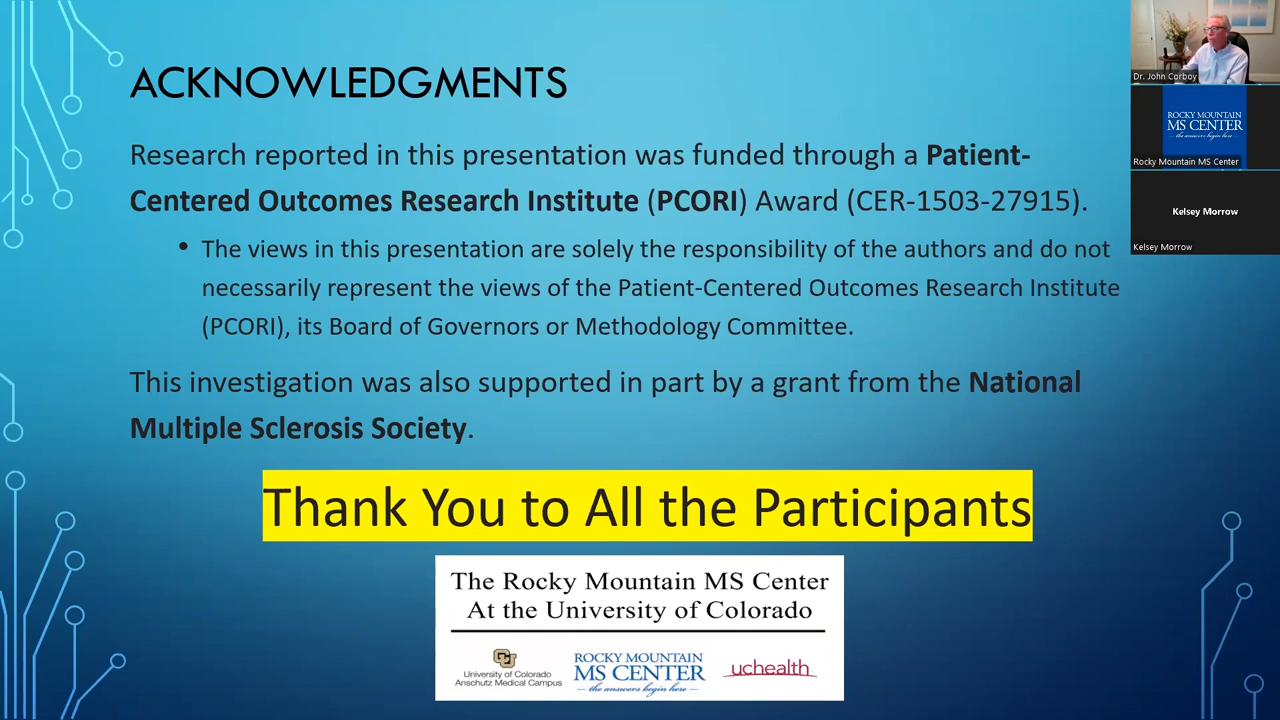 ACKNOWLEDGMENTS
Research reported in this presentation was funded through a Patient-
Centered Outcomes Research Institute (PCORI) Award (CER-1503-27915).
• The views in this presentation are solely the responsibility of the authors and do not
necessarily represent the views of the Patient-Centered Outcomes Research Institute
(PCORI), its Board of Governors or Methodology Committee.
This investigation was also supported in part by a grant from the National
Multiple Sclerosis Society.
Thank You to All the Participants
The Rocky Mountain MS Center
At the University of Colorado
CU
University of Colorado
Anschutz Medical Campus
ROCKY MOUNTAIN
MS CENTER
the answers begin here
uchealth
Dr. John Corboy
ROCKY MOUNTAIN
MS CENTER
the answers begin here
Rocky Mountain MS Center
Kelsey Morrow
Kelsey Morrow